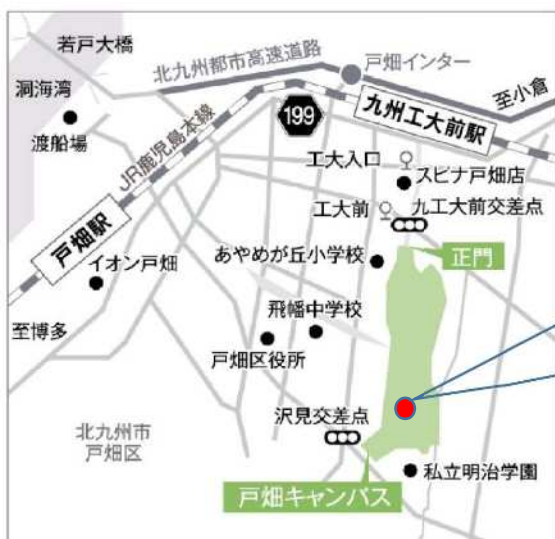 若戸大橋
北九州都市高速道路
戸畑インター
洞海湾
至小倉
渡船場
JR鹿児島本線
199
九州工大前駅
工大入口
スピナ戸畑店
戸畑駅
工大前
九工大前交差点
イオン戸畑
あやめが丘小学校
正門
至博多
飛幡中学校
戸畑区役所
沢見交差点
北九州市
戸畑区
私立明治学園
戸畑キャンパス